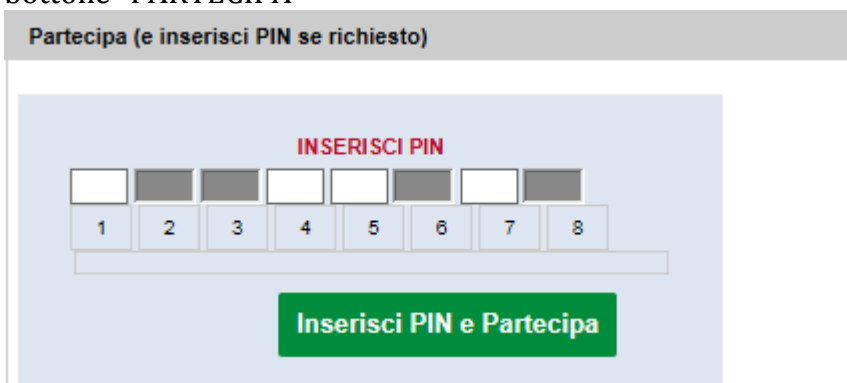 Partecipa (e inserisci PIN se richiesto)
INSERISCI PIN
1 2 3 4 5 6 7 8
Inserisci PIN e Partecipa